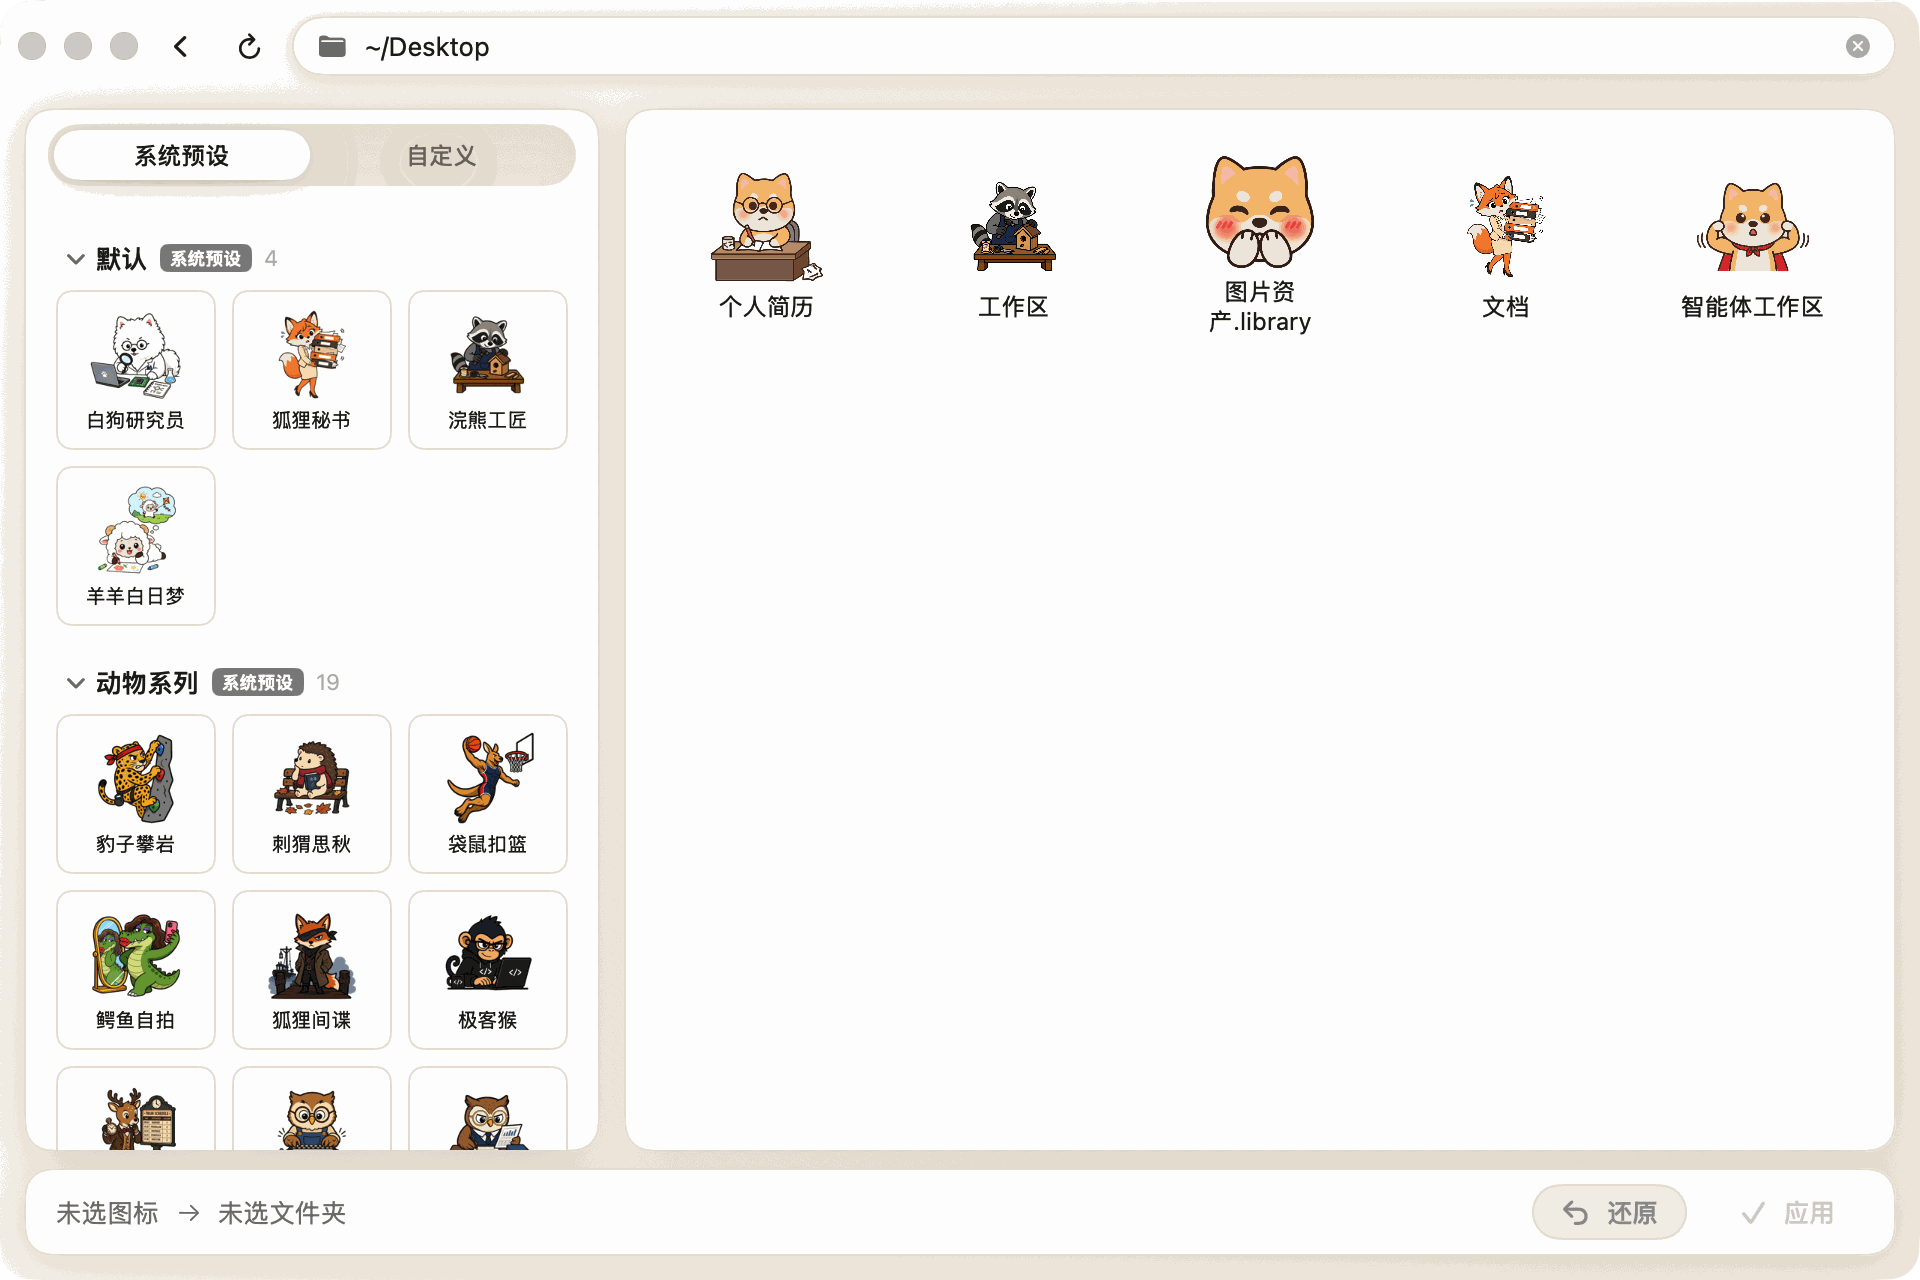 ~/Desktop
系统预设
自定义
默认 系统预设 4
白狗研究员
狐狸秘书
浣熊工匠
羊羊白日梦
动物系列 系统预设 19
豹子攀岩
刺猬思秋
袋鼠扣篮
鳄鱼自拍
狐狸间谍
极客猴
个人简历
工作区
图片资
产.library
文档
智能体工作区
未选图标 → 未选文件夹
还原
应用